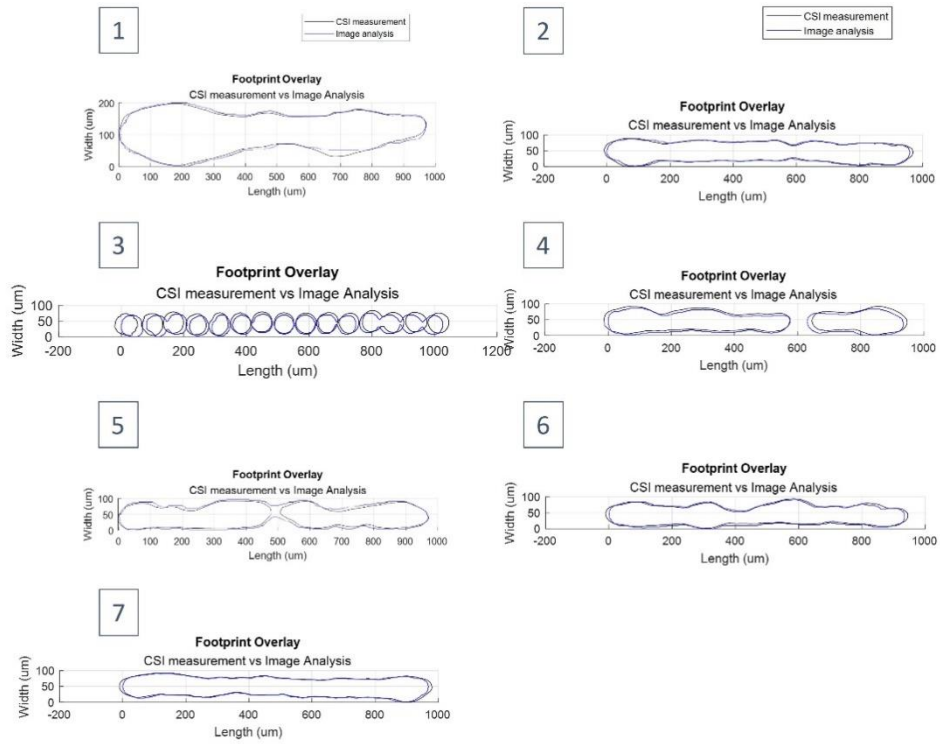 1
CSI measurement
Image analysis
Footprint Overlay
CSI measurement vs Image Analysis
Width (um)
200
100
0
0 100 200 300 400 500 600 700 800 900 1000
Length (um)
2
CSI measurement
Image analysis
Footprint Overlay
CSI measurement vs Image Analysis
Width (um)
100
50
0
-200 0 200 400 600 800 1000
Length (um)
3
Footprint Overlay
CSI measurement vs Image Analysis
Width (um)
100
50
0
-200 0 200 400 600 800 1000 1200
Length (um)
4
Footprint Overlay
CSI measurement vs Image Analysis
Width (um)
100
50
0
-200 0 200 400 600 800 1000
Length (um)
5
Footprint Overlay
CSI measurement vs Image Analysis
Width (um)
100
50
0
0 100 200 300 400 500 600 700 800 900 1000
Length (um)
6
Footprint Overlay
CSI measurement vs Image Analysis
Width (um)
100
50
0
-200 0 200 400 600 800 1000
Length (um)
7
Footprint Overlay
CSI measurement vs Image Analysis
Width (um)
100
50
0
-200 0 200 400 600 800 1000
Length (um)